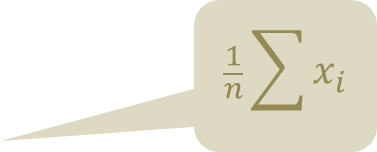 1/n ∑ xᵢ